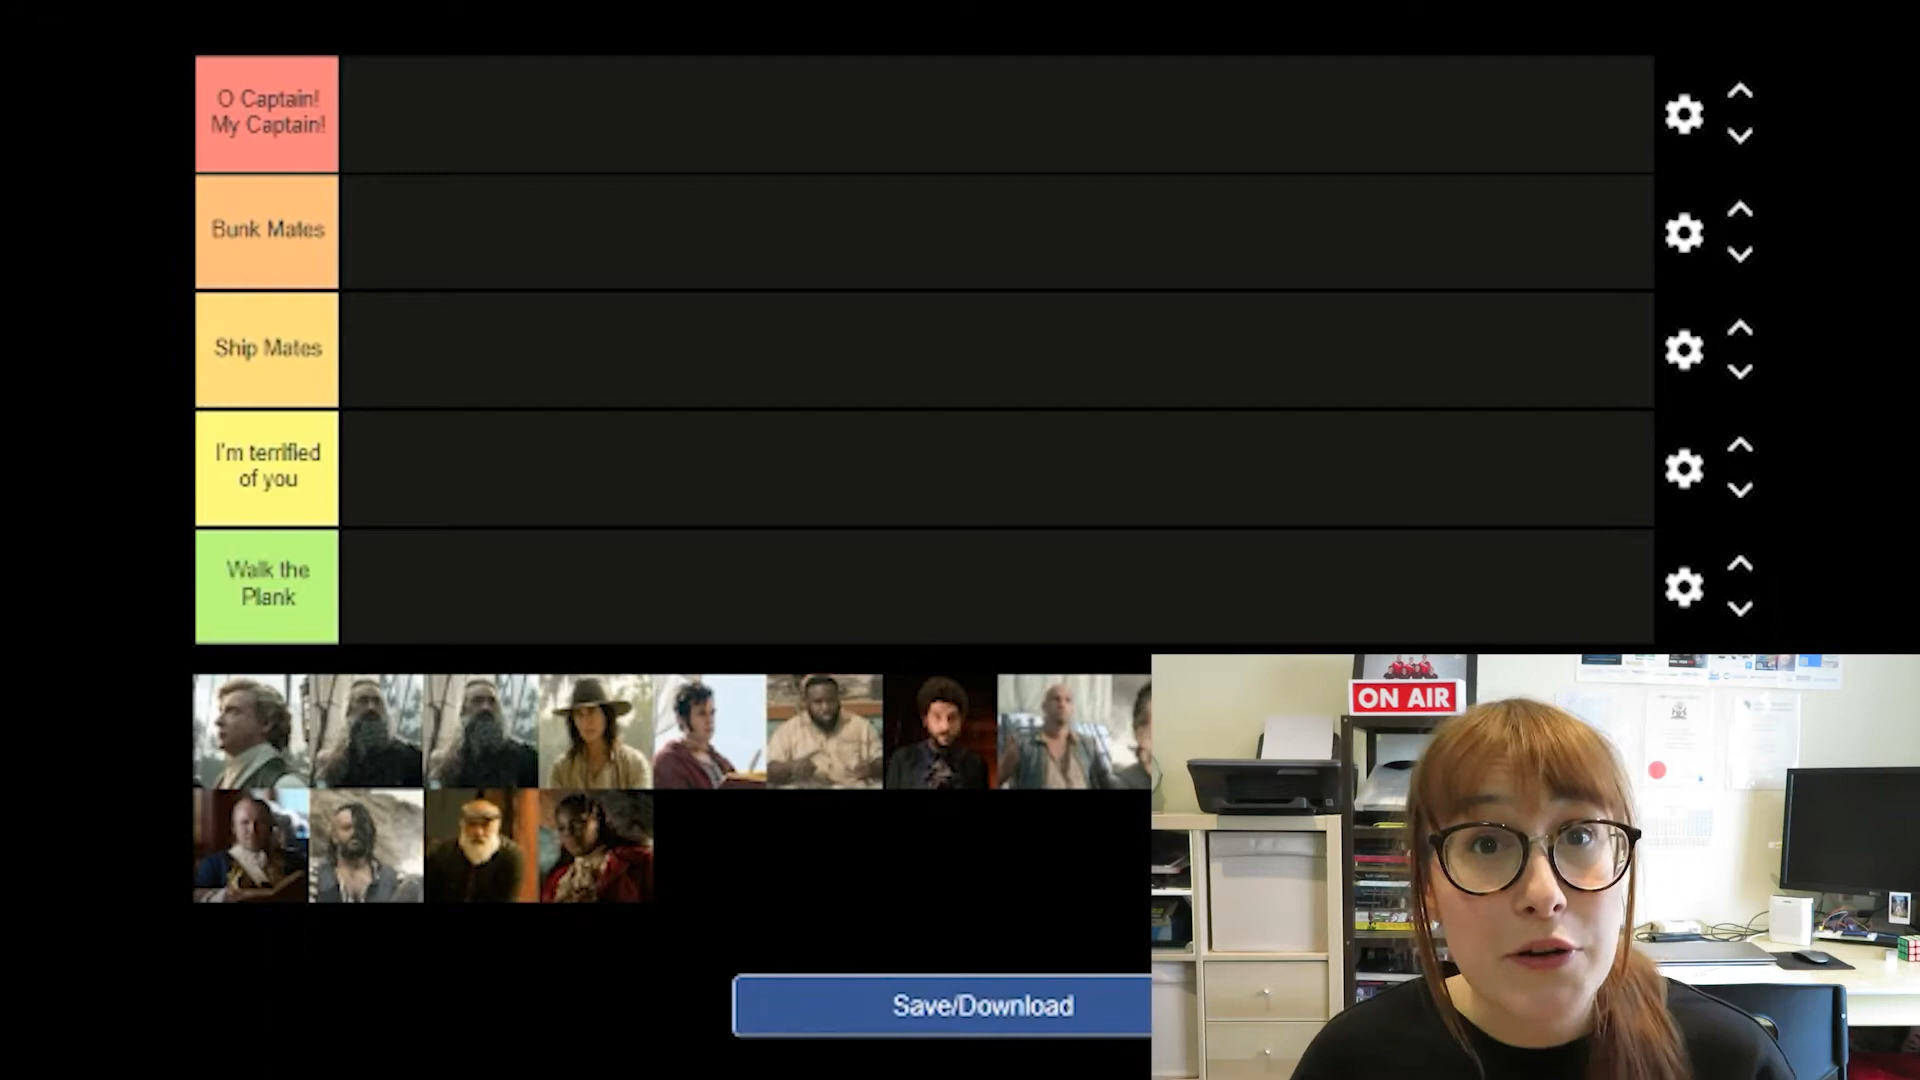 O Captain!
My Captain!
Bunk Mates
Ship Mates
I'm terrified
of you
Walk the
Plank
Save/Download
ON AIR